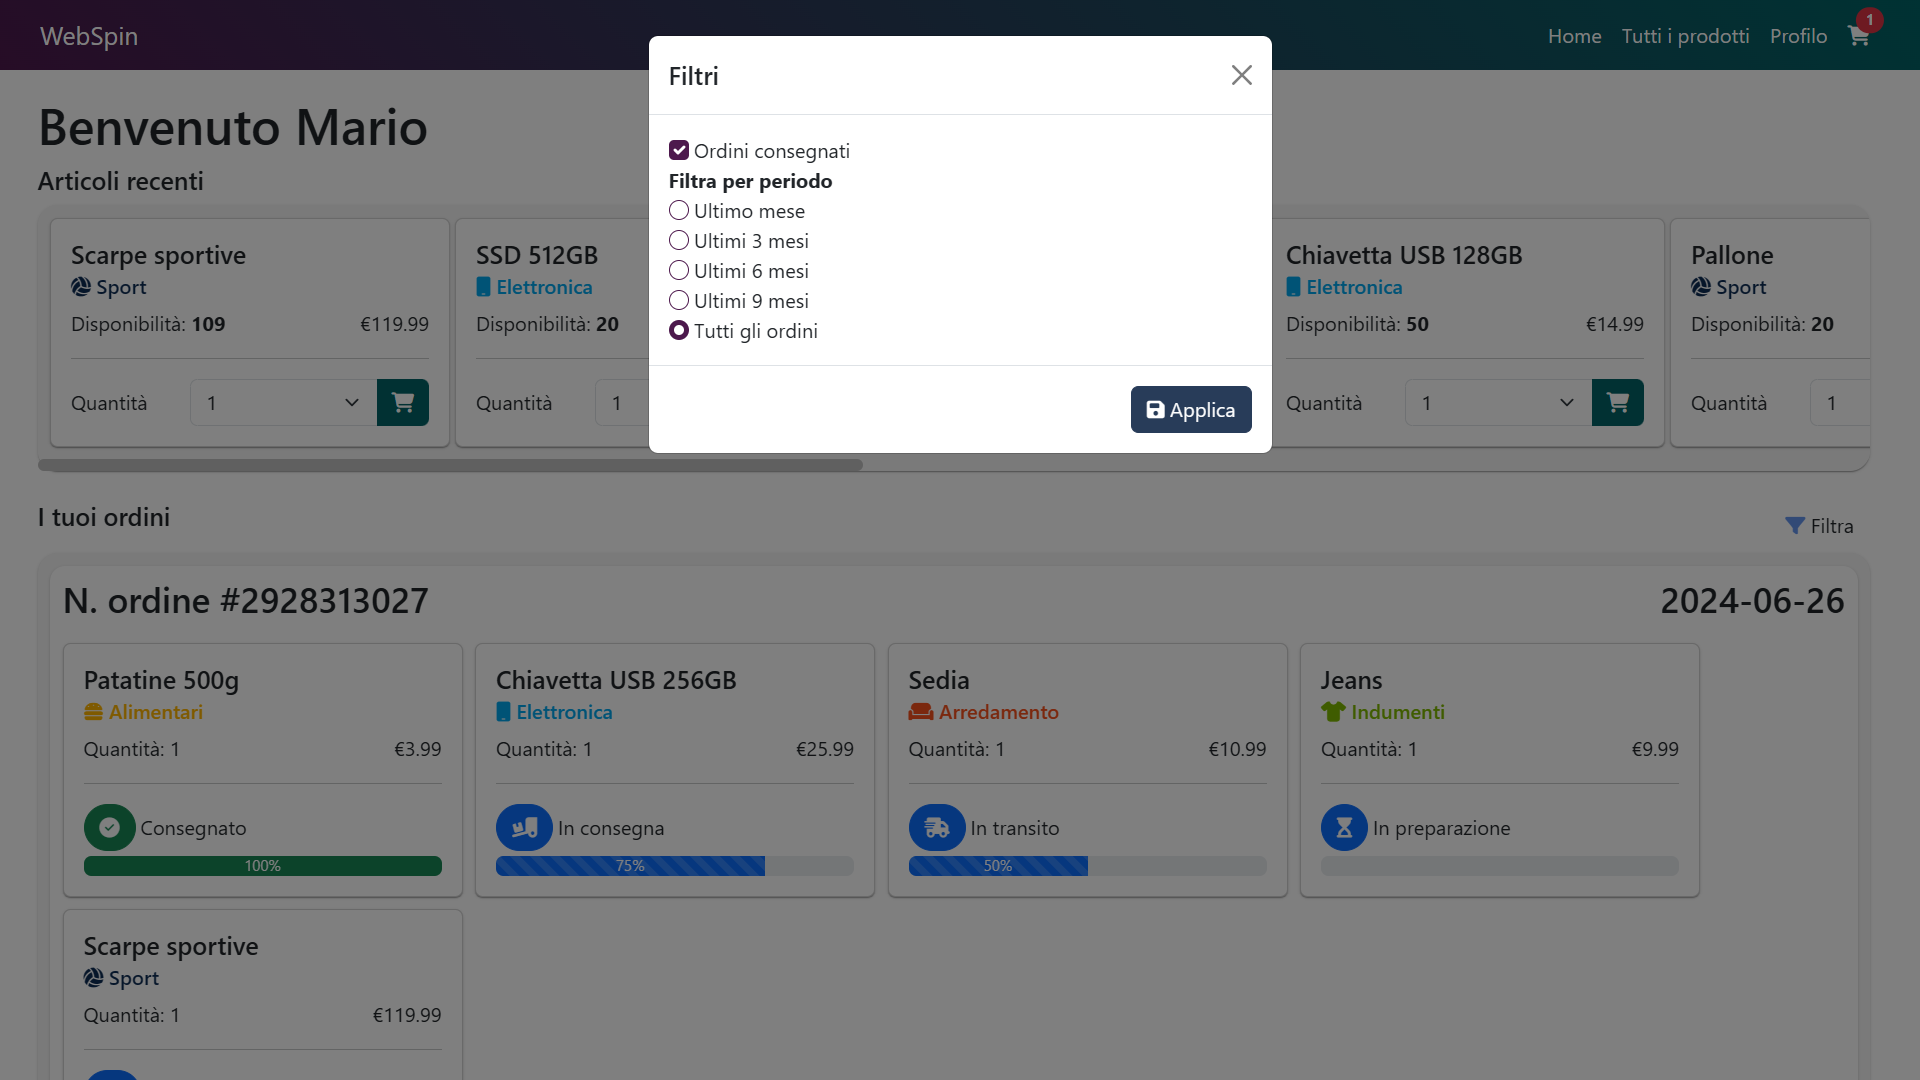 WebSpin
Home Tutti i prodotti Profilo 1
Filtri
Ordini consegnati
Filtra per periodo
Ultimo mese
Ultimi 3 mesi
Ultimi 6 mesi
Ultimi 9 mesi
Tutti gli ordini
Applica
Benvenuto Mario
Articoli recenti
Scarpe sportive
Sport
Disponibilità: 109 €119.99
Quantità 1
SSD 512GB
Elettronica
Disponibilità: 20
Quantità 1
Chiavetta USB 128GB
Elettronica
Disponibilità: 50 €14.99
Quantità 1
Pallone
Sport
Disponibilità: 20
Quantità 1
I tuoi ordini
Filtra
N. ordine #2928313027 2024-06-26
Patatine 500g
Alimentari
Quantità: 1 €3.99
Consegnato
100%
Chiavetta USB 256GB
Elettronica
Quantità: 1 €25.99
In consegna
75%
Sedia
Arredamento
Quantità: 1 €10.99
In transito
50%
Jeans
Indumenti
Quantità: 1 €9.99
In preparazione
Scarpe sportive
Sport
Quantità: 1 €119.99